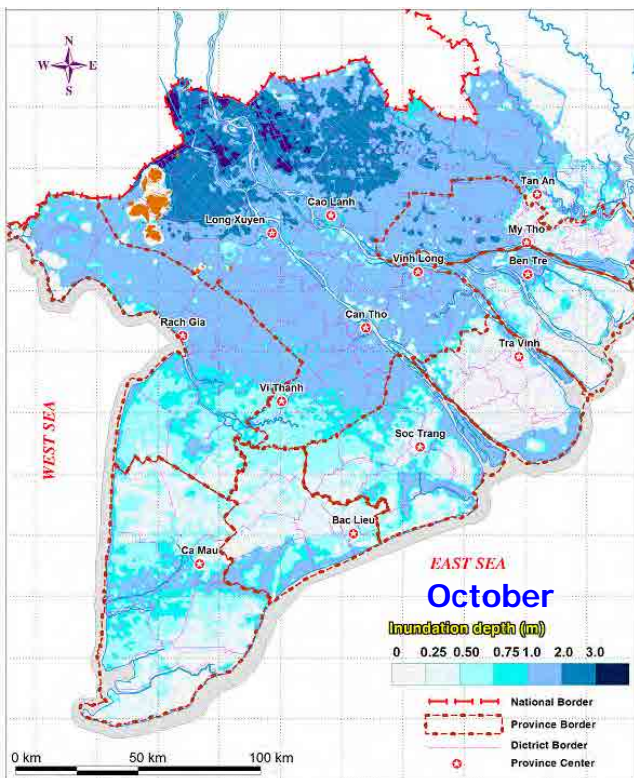 N
W E
S
Tan An
Cao Lanh
Long Xuyen
My Tho
Vinh Long
Ben Tre
Can Tho
Rach Gia
Tra Vinh
Vi Thanh
Soc Trang
WEST SEA
Bac Lieu
Ca Mau
EAST SEA
October
Inundation depth (m)
0 0.25 0.50 0.75 1.0 2.0 3.0
National Border
Province Border
Dictrict Border
Province Center
0 km 50 km 100 km